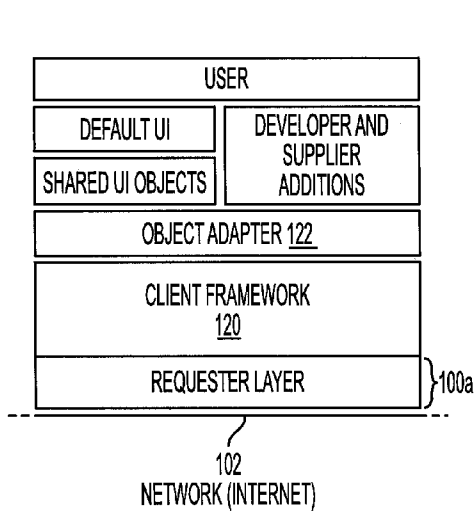 USER
DEFAULT UI
SHARED UI OBJECTS
DEVELOPER AND
SUPPLIER
ADDITIONS
OBJECT ADAPTER 122
CLIENT FRAMEWORK
120
REQUESTER LAYER
100a
102
NETWORK (INTERNET)